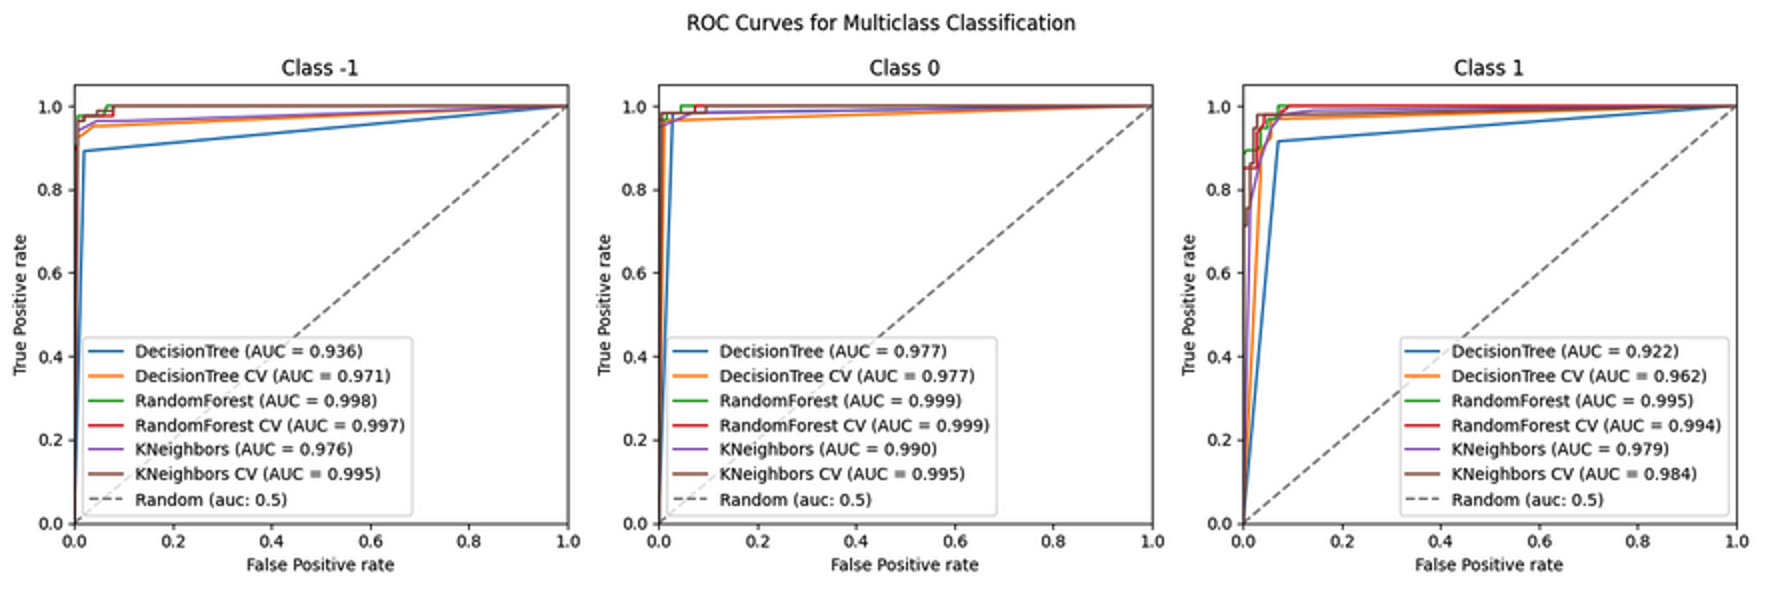 ROC Curves for Multiclass Classification
Class -1
True Positive rate
1.0
0.8
0.6
0.4
0.2
0.0
DecisionTree (AUC = 0.936)
DecisionTree CV (AUC = 0.971)
RandomForest (AUC = 0.998)
RandomForest CV (AUC = 0.997)
KNeighbors (AUC = 0.976)
KNeighbors CV (AUC = 0.995)
Random (auc: 0.5)
0.0 0.2 0.4 0.6 0.8 1.0
False Positive rate
Class 0
True Positive rate
1.0
0.8
0.6
0.4
0.2
0.0
DecisionTree (AUC = 0.977)
DecisionTree CV (AUC = 0.977)
RandomForest (AUC = 0.999)
RandomForest CV (AUC = 0.999)
KNeighbors (AUC = 0.990)
KNeighbors CV (AUC = 0.995)
Random (auc: 0.5)
0.0 0.2 0.4 0.6 0.8 1.0
False Positive rate
Class 1
True Positive rate
1.0
0.8
0.6
0.4
0.2
0.0
DecisionTree (AUC = 0.922)
DecisionTree CV (AUC = 0.962)
RandomForest (AUC = 0.995)
RandomForest CV (AUC = 0.994)
KNeighbors (AUC = 0.979)
KNeighbors CV (AUC = 0.984)
Random (auc: 0.5)
0.0 0.2 0.4 0.6 0.8 1.0
False Positive rate